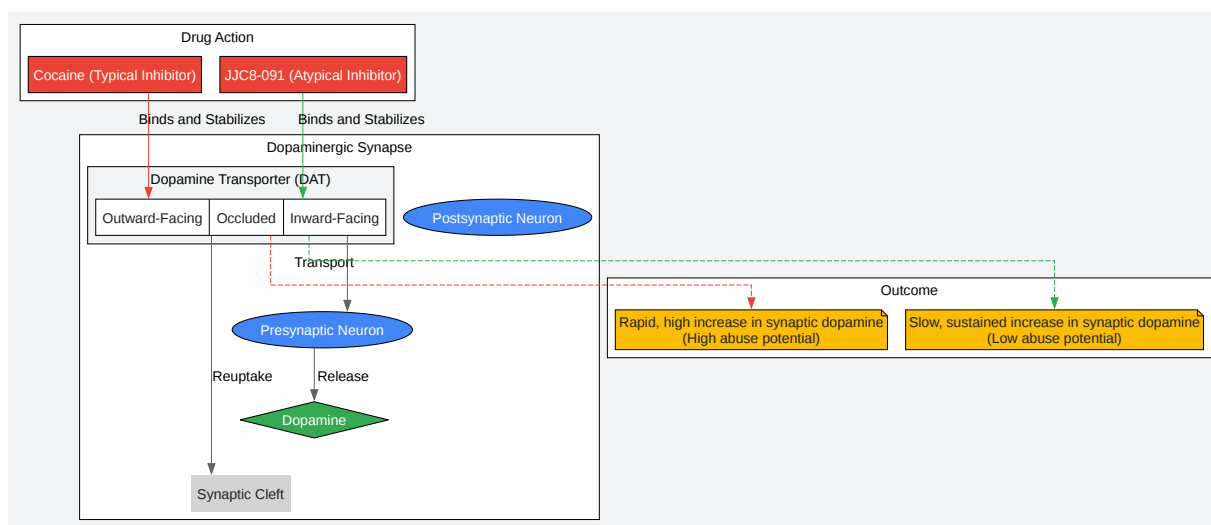 Drug Action
Cocaine (Typical Inhibitor)
JJC8-091 (Atypical Inhibitor)
Binds and Stabilizes
Binds and Stabilizes
Dopaminergic Synapse
Dopamine Transporter (DAT)
Outward-Facing
Occluded
Inward-Facing
Postsynaptic Neuron
Transport
Outcome
Rapid, high increase in synaptic dopamine
(High abuse potential)
Slow, sustained increase in synaptic dopamine
(Low abuse potential)
Presynaptic Neuron
Reuptake
Release
Dopamine
Synaptic Cleft